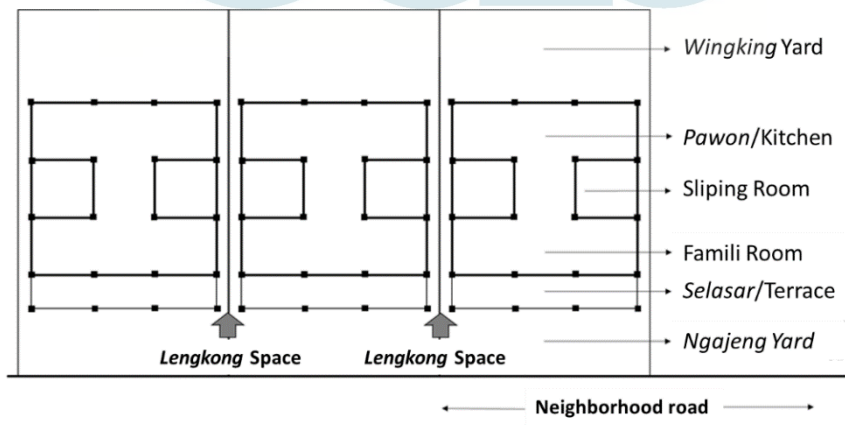 Wingking Yard
Pawon/Kitchen
Sliping Room
Famili Room
Selasar/Terrace
Ngajeng Yard
Lengkong Space
Lengkong Space
Neighborhood road